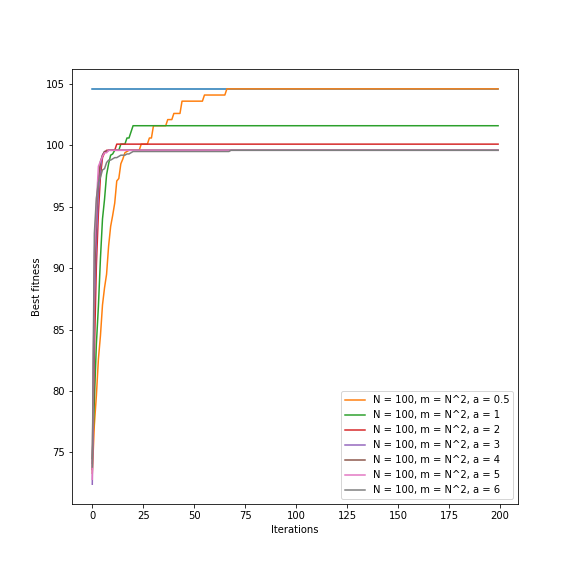 105
100
95
90
85
80
75
Best fitness
N = 100, m = N^2, a = 0.5
N = 100, m = N^2, a = 1
N = 100, m = N^2, a = 2
N = 100, m = N^2, a = 3
N = 100, m = N^2, a = 4
N = 100, m = N^2, a = 5
N = 100, m = N^2, a = 6
0 25 50 75 100 125 150 175 200
Iterations